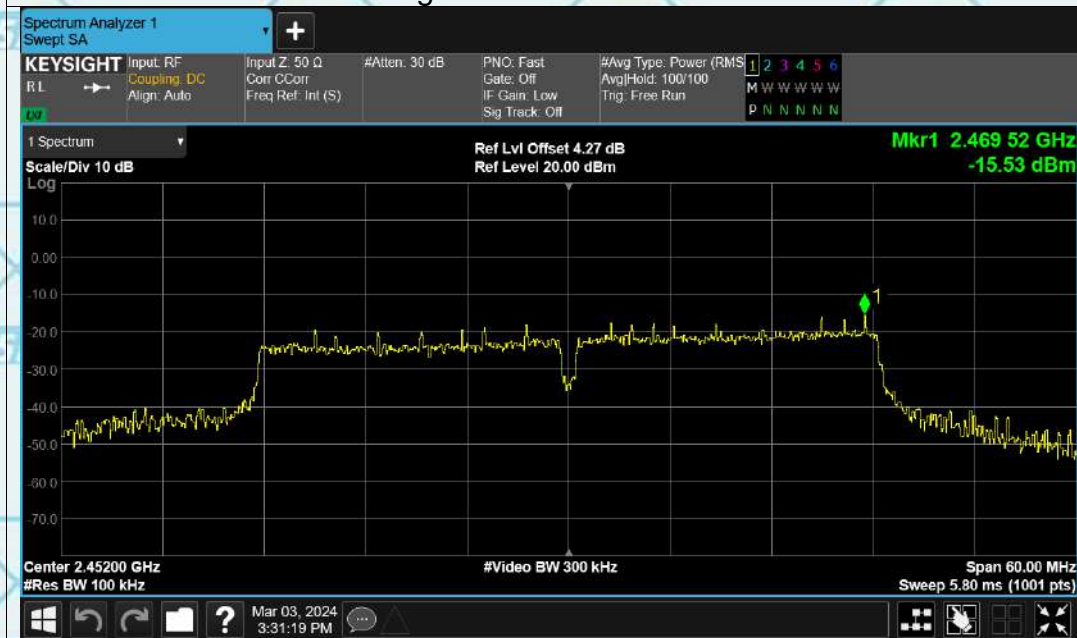 Spectrum Analyzer 1
Swept SA
+
KEYSIGHT
RL
LXI
Input: RF
Coupling: DC
Align: Auto
Input Z: 50 Ω
Corr CCorr
Freq Ref: Int (S)
#Atten: 30 dB
PNO: Fast
Gate: Off
IF Gain: Low
Sig Track: Off
#Avg Type: Power (RMS
Avg|Hold: 100/100
Trig: Free Run
1 2 3 4 5 6
M W W W W W
P N N N N N
1 Spectrum
Scale/Div 10 dB
Ref Lvl Offset 4.27 dB
Ref Level 20.00 dBm
Mkr1 2.469 52 GHz
-15.53 dBm
Log
10.0
0.00
-10.0
1
-20.0
-30.0
-40.0
-50.0
-60.0
-70.0
Center 2.45200 GHz
#Res BW 100 kHz
#Video BW 300 kHz
Span 60.00 MHz
Sweep 5.80 ms (1001 pts)
?
Mar 03, 2024
3:31:19 PM